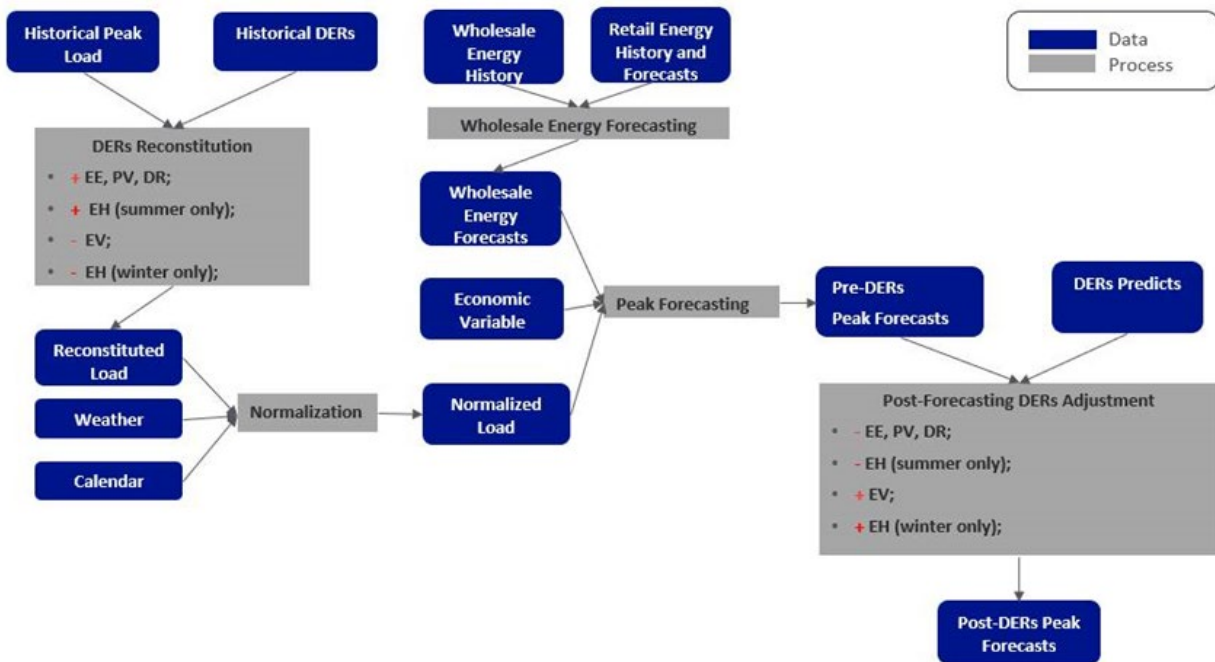 Historical Peak
Load
Historical DERs
Wholesale
Energy
History
Retail Energy
History and
Forecasts
Data
Process
DERs Reconstitution
• + EE, PV, DR;
• + EH (summer only);
• - EV;
• - EH (winter only);
Wholesale Energy Forecasting
Wholesale
Energy
Forecasts
Economic
Variable
Peak Forecasting
Pre-DERs
Peak Forecasts
DERs Predicts
Reconstituted
Load
Weather
Calendar
Normalization
Normalized
Load
Post-Forecasting DERs Adjustment
• - EE, PV, DR;
• - EH (summer only);
• + EV;
• + EH (winter only);
Post-DERs Peak
Forecasts